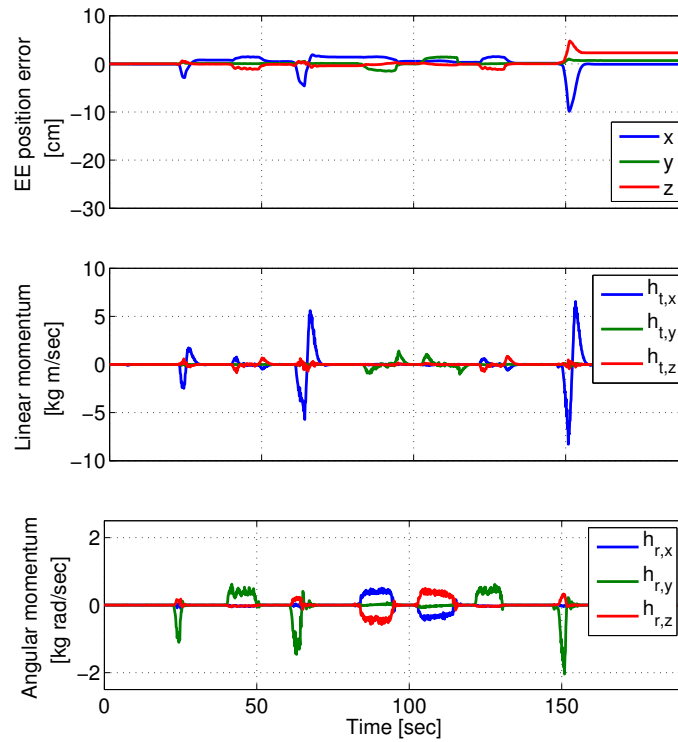 10
0
−10
−20
−30
EE position error
[cm]
x
y
z
10
5
0
−5
−10
Linear momentum
[kg m/sec]
h_{t,x}
h_{t,y}
h_{t,z}
2
0
−2
Angular momentum
[kg rad/sec]
h_{r,x}
h_{r,y}
h_{r,z}
0 50 100 150
Time [sec]